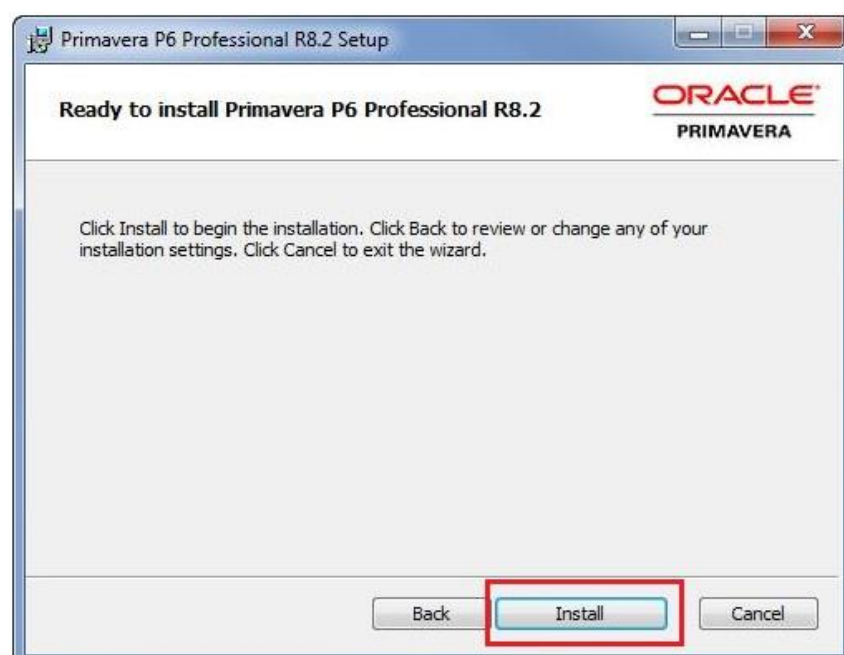 Primavera P6 Professional R8.2 Setup
Ready to install Primavera P6 Professional R8.2
ORACLE
PRIMAVERA
Click Install to begin the installation. Click Back to review or change any of your
installation settings. Click Cancel to exit the wizard.
Back Install Cancel